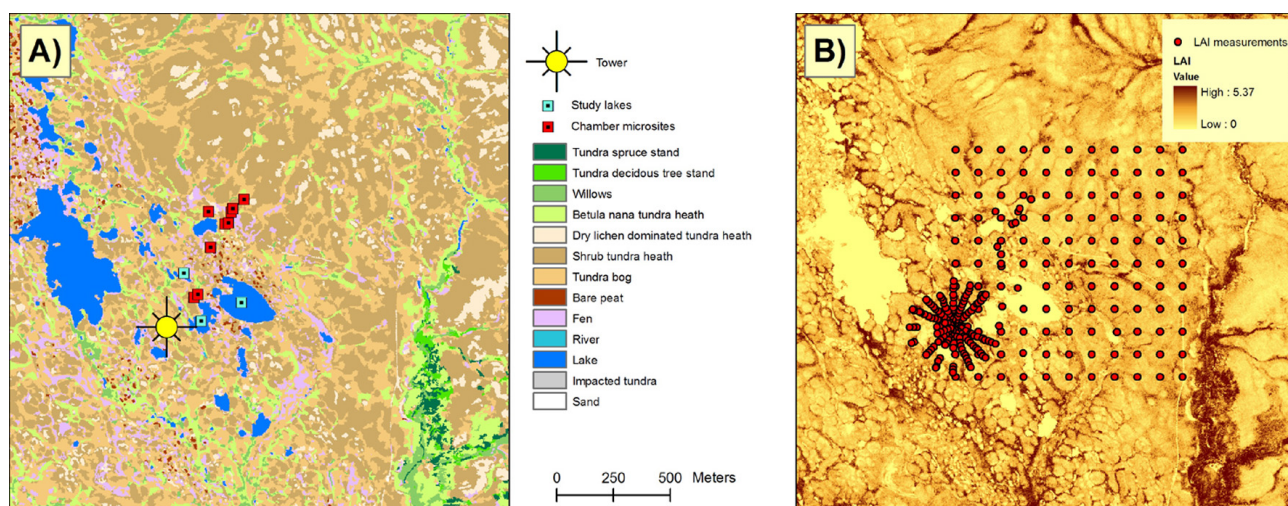 A)
Tower
Study lakes
Chamber microsites
Tundra spruce stand
Tundra decidous tree stand
Willows
Betula nana tundra heath
Dry lichen dominated tundra heath
Shrub tundra heath
Tundra bog
Bare peat
Fen
River
Lake
Impacted tundra
Sand
0 250 500 Meters
B)
LAI measurements
LAI
Value
High : 5.37
Low : 0